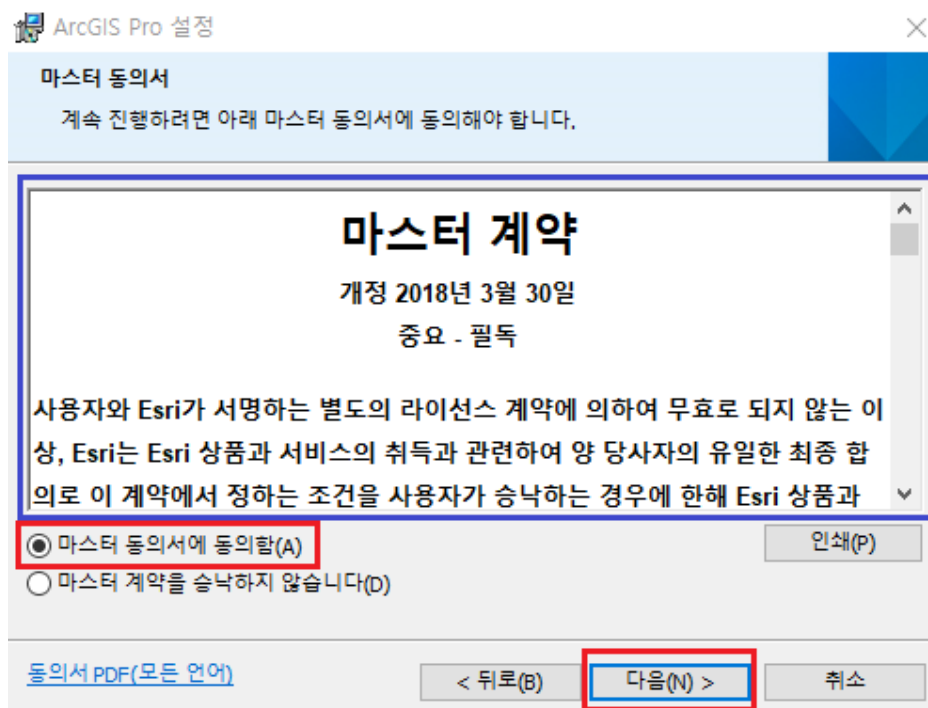 ArcGIS Pro 설정
마스터 동의서
계속 진행하려면 아래 마스터 동의서에 동의해야 합니다.
마스터 계약
개정 2018년 3월 30일
중요 - 필독
사용자와 Esri가 서명하는 별도의 라이선스 계약에 의하여 무효로 되지 않는 이
상, Esri는 Esri 상품과 서비스의 취득과 관련하여 양 당사자의 유일한 최종 합
의로 이 계약에서 정하는 조건을 사용자가 승낙하는 경우에 한해 Esri 상품과
마스터 동의서에 동의함(A)
인쇄(P)
마스터 계약을 승낙하지 않습니다(D)
동의서 PDF(모든 언어)
< 뒤로(B)
다음(N) >
취소